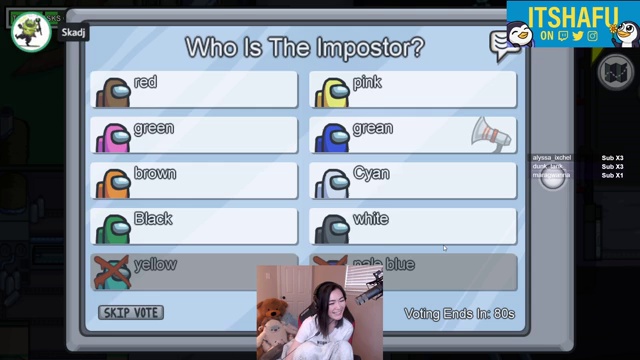 Skadj
ITSHAFU
ON
Who Is The Impostor?
red
pink
green
grean
brown
Cyan
Black
white
yellow
pale blue
alyssa_ixchel Sub X3
Sub X3
Sub X1
SKIP VOTE
Voting Ends In: 80s